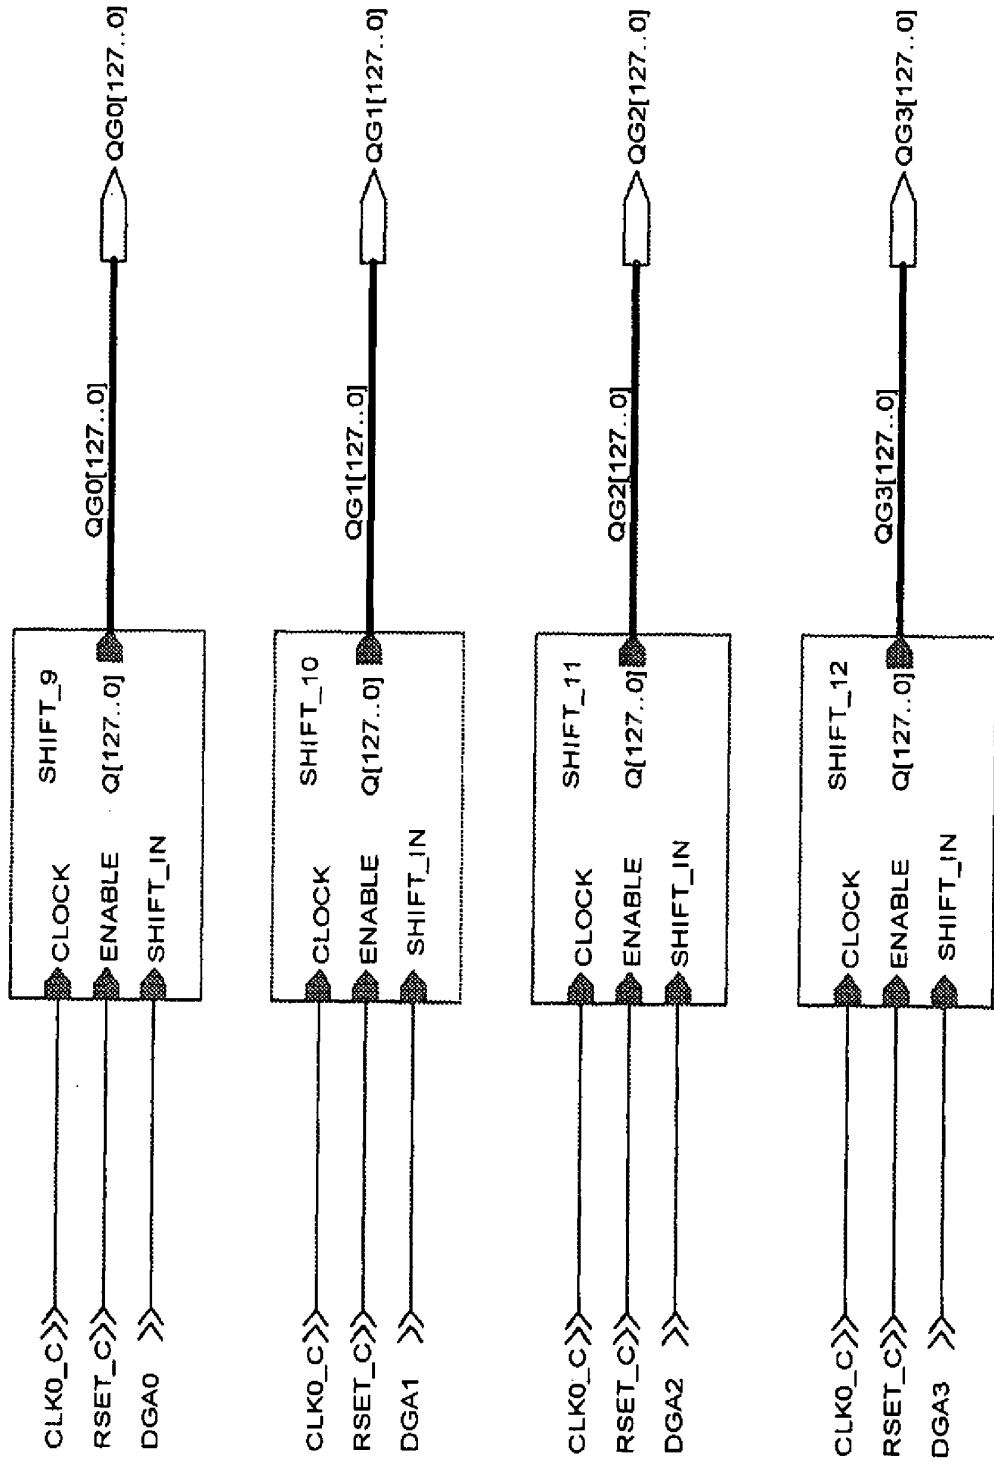 CLK0_C
RSET_C
DGA0
CLOCK
ENABLE
SHIFT_IN
SHIFT_9
Q[127..0]
QG0[127..0]
QG0[127..0]
CLK0_C
RSET_C
DGA1
CLOCK
ENABLE
SHIFT_IN
SHIFT_10
Q[127..0]
QG1[127..0]
QG1[127..0]
CLK0_C
RSET_C
DGA2
CLOCK
ENABLE
SHIFT_IN
SHIFT_11
Q[127..0]
QG2[127..0]
QG2[127..0]
CLK0_C
RSET_C
DGA3
CLOCK
ENABLE
SHIFT_IN
SHIFT_12
Q[127..0]
QG3[127..0]
QG3[127..0]